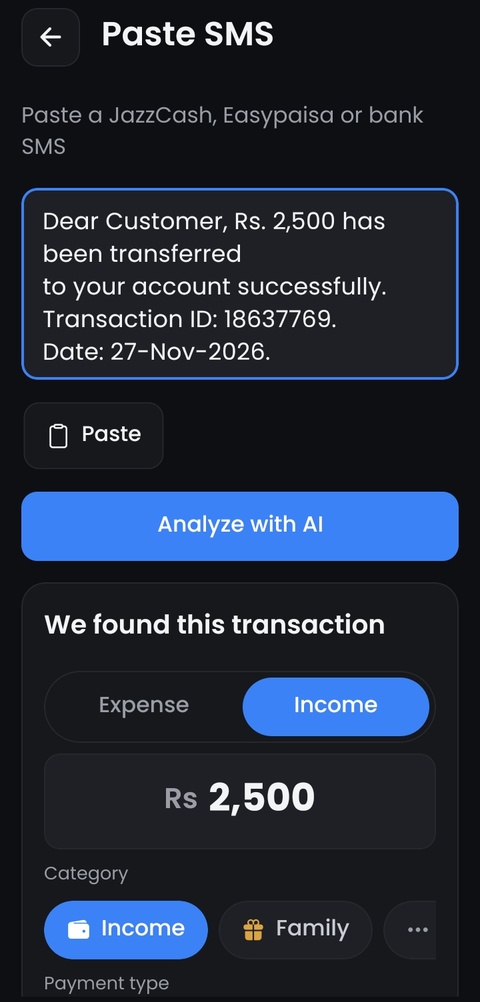 Paste SMS
Paste a JazzCash, Easypaisa or bank
SMS
Dear Customer, Rs. 2,500 has
been transferred
to your account successfully.
Transaction ID: 18637769.
Date: 27-Nov-2026.
Paste
Analyze with AI
We found this transaction
Expense Income
Rs 2,500
Category
Income Family ...
Payment type